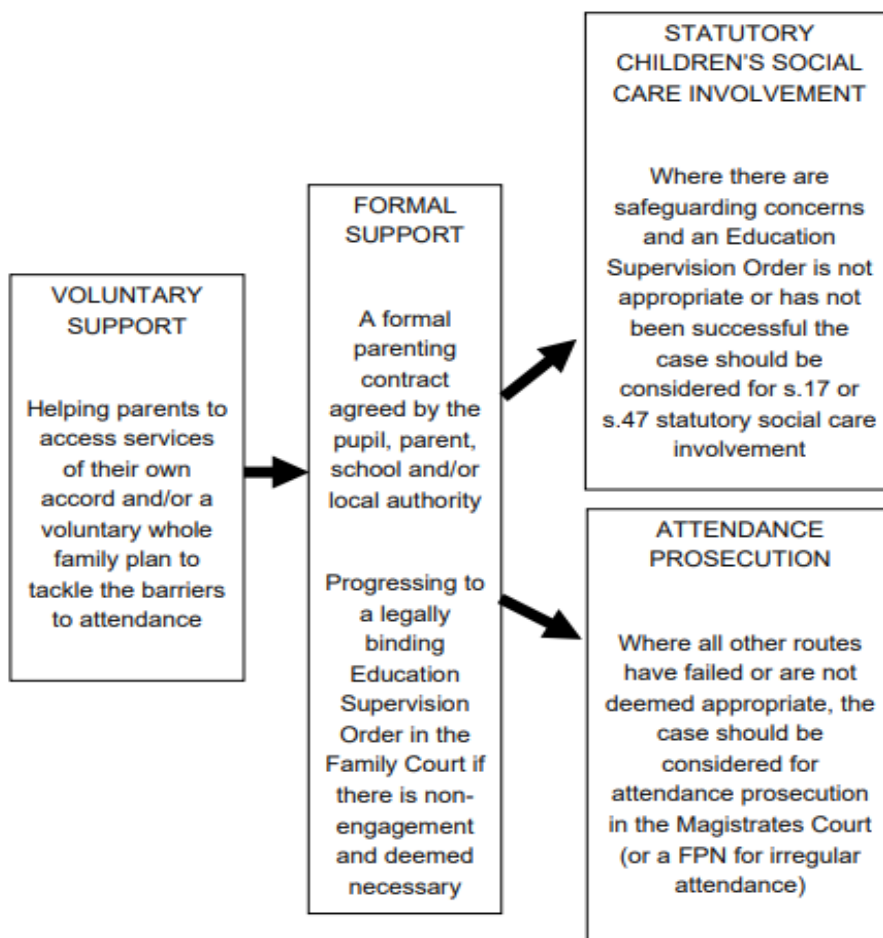 VOLUNTARY
SUPPORT
Helping parents to
access services
of their own
accord and/or a
voluntary whole
family plan to
tackle the barriers
to attendance
FORMAL
SUPPORT
A formal
parenting
contract
agreed by the
pupil, parent,
school and/or
local authority
Progressing to
a legally
binding
Education
Supervision
Order in the
Family Court if
there is non-
engagement
and deemed
necessary
STATUTORY
CHILDREN'S SOCIAL
CARE INVOLVEMENT
Where there are
safeguarding concerns
and an Education
Supervision Order is not
appropriate or has not
been successful the
case should be
considered for s.17 or
s.47 statutory social care
involvement
ATTENDANCE
PROSECUTION
Where all other routes
have failed or are not
deemed appropriate, the
case should be
considered for
attendance prosecution
in the Magistrates Court
(or a FPN for irregular
attendance)